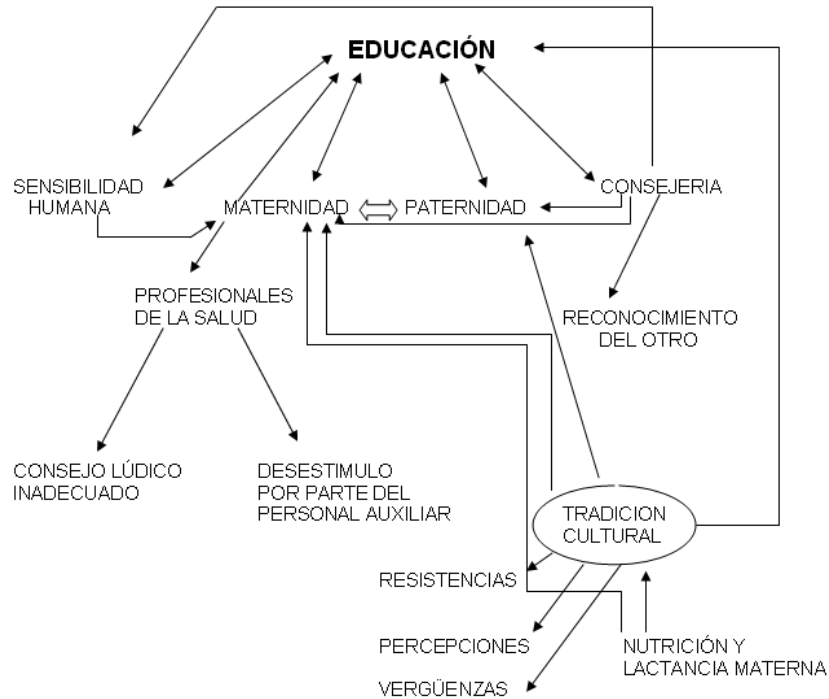 EDUCACIÓN
SENSIBILIDAD
HUMANA
MATERNIDAD
PATERNIDAD
CONSEJERIA
PROFESIONALES
DE LA SALUD
RECONOCIMIENTO
DEL OTRO
CONSEJO LÚDICO
INADECUADO
DESESTIMULO
POR PARTE DEL
PERSONAL AUXILIAR
TRADICION
CULTURAL
RESISTENCIAS
PERCEPCIONES
VERGÜENZAS
NUTRICIÓN Y
LACTANCIA MATERNA